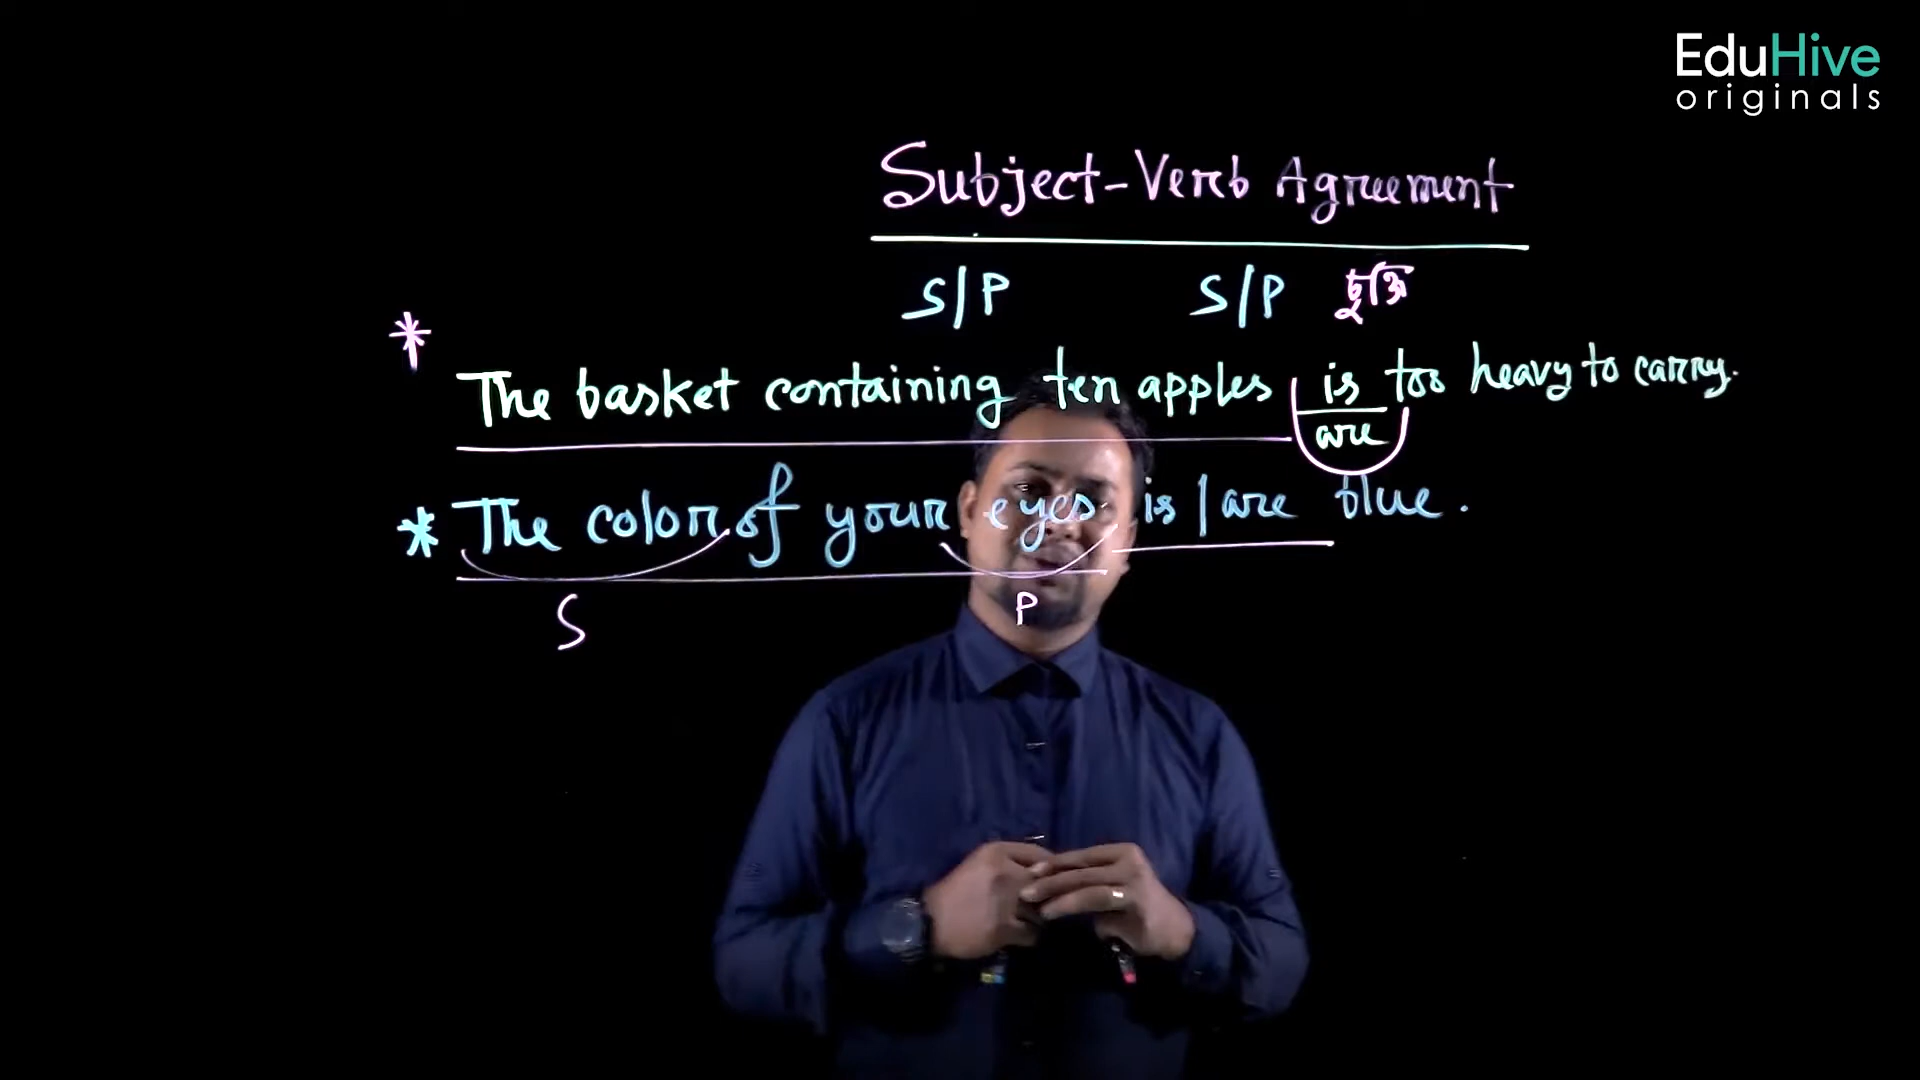 EduHive
originals
Subject-Verb Agreement
S/P S/P
* The basket containing ten apples is too heavy to carry.
are
* The color of your eyes is / are blue.
S P